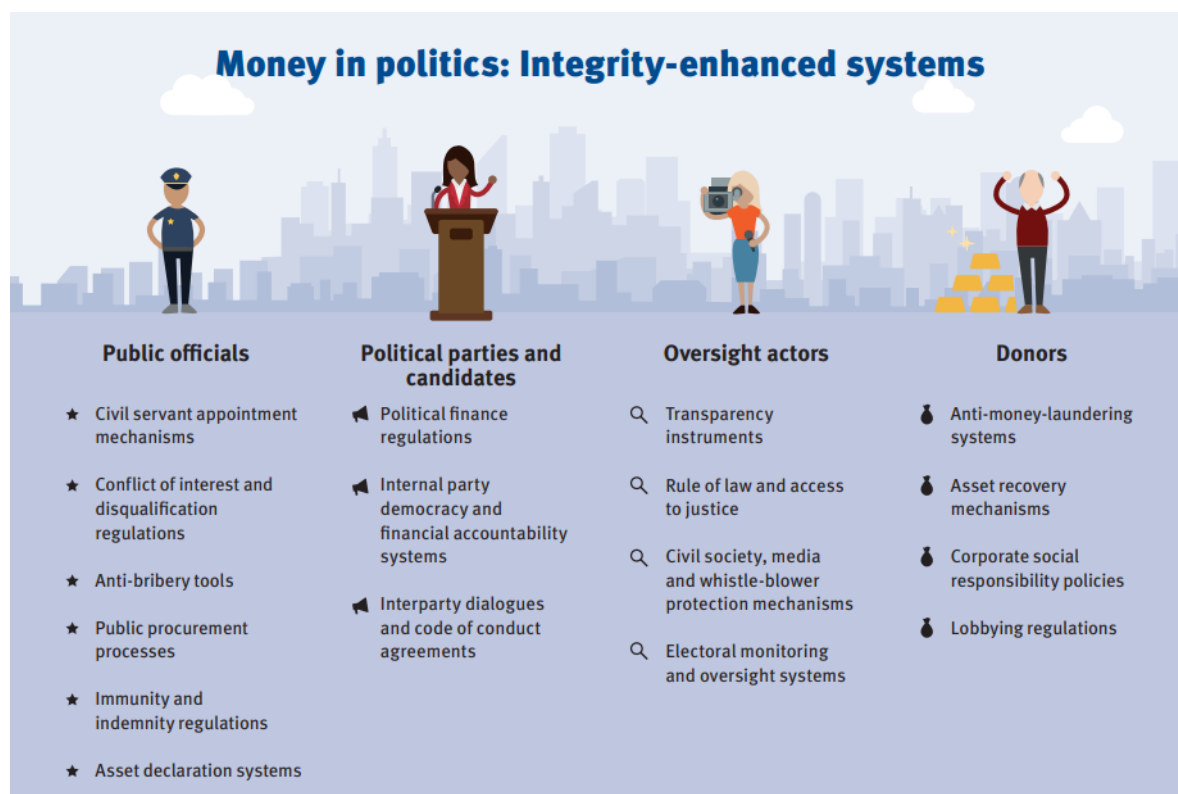 Money in politics: Integrity-enhanced systems
Public officials
Civil servant appointment
mechanisms
Conflict of interest and
disqualification
regulations
Anti-bribery tools
Public procurement
processes
Immunity and
indemnity regulations
Asset declaration systems
Political parties and
candidates
Political finance
regulations
Internal party
democracy and
financial accountability
systems
Interparty dialogues
and code of conduct
agreements
Oversight actors
Transparency
instruments
Rule of law and access
to justice
Civil society, media
and whistle-blower
protection mechanisms
Electoral monitoring
and oversight systems
Donors
Anti-money-laundering
systems
Asset recovery
mechanisms
Corporate social
responsibility policies
Lobbying regulations